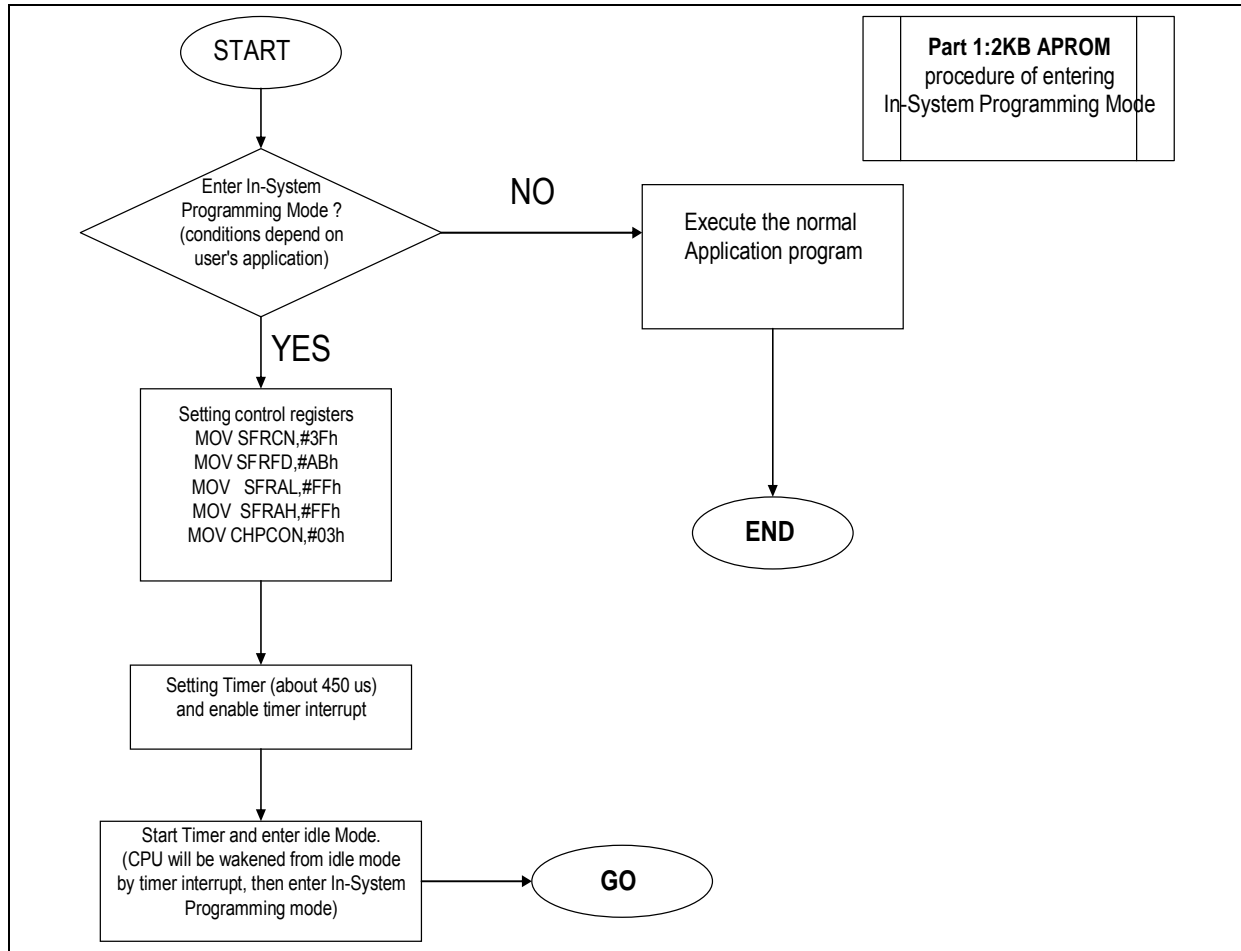 START
Part 1:2KB APROM
procedure of entering
In-System Programming Mode
Enter In-System
Programming Mode ?
(conditions depend on
user's application)
NO
Execute the normal
Application program
YES
Setting control registers
MOV SFRCN,#3Fh
MOV SFRFD,#ABh
MOV SFRAL,#FFh
MOV SFRAH,#FFh
MOV CHPCON,#03h
END
Setting Timer (about 450 us)
and enable timer interrupt
Start Timer and enter idle Mode.
(CPU will be wakened from idle mode
by timer interrupt, then enter In-System
Programming mode)
GO